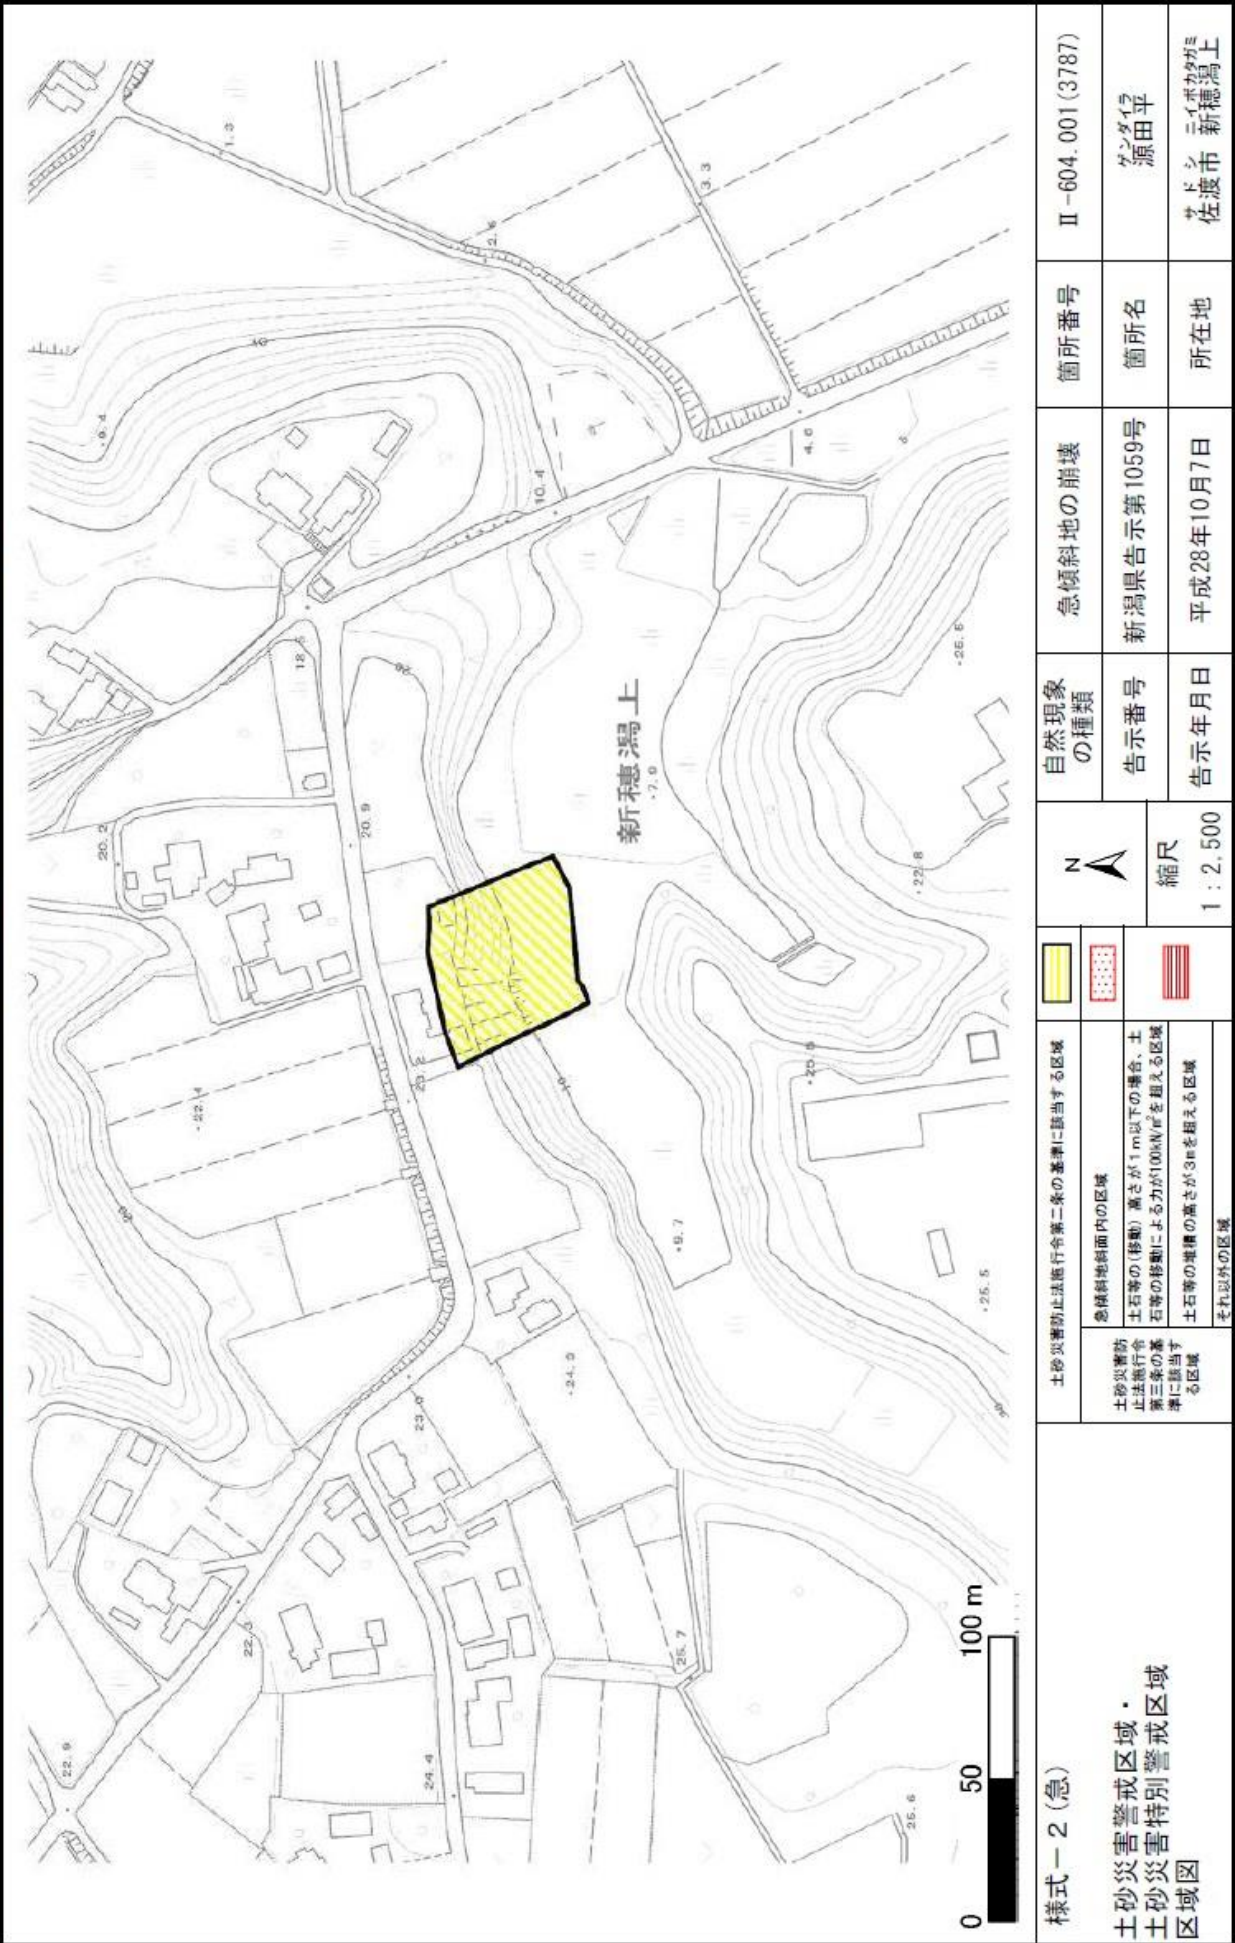 1.3
2.6
3.3
9.4
10
10.4
4.6
18.5
20
20.9
20.2
新穂潟上
7.9
25.5
22.8
23.2
22.4
20
10
25.5
9.7
25.5
24.3
23.0
22.3
25.7
22.9
24.4
25.6
0 50 100 m
様式－2（急）
土砂災害警戒区域・
土砂災害特別警戒区域
区域図
土砂災害防止法施行令第二条の基準に該当する区域
土砂災害防
止法施行令
第三条の基
準に該当す
る区域
急傾斜地斜面内の区域
土石等の（移動）高さが1m以下の場合、土
石等の移動による力が100kN/㎡を超える区域
土石等の堆積の高さが3mを超える区域
それ以外の区域
N
縮尺
1：2,500
自然現象
の種類
急傾斜地の崩壊
箇所番号
Ⅱ-604.001(3787)
告示番号
新潟県告示第1059号
箇所名
ゲンダイラ
源田平
告示年月日
平成28年10月7日
所在地
サドシ ニイボカタガミ
佐渡市 新穂潟上